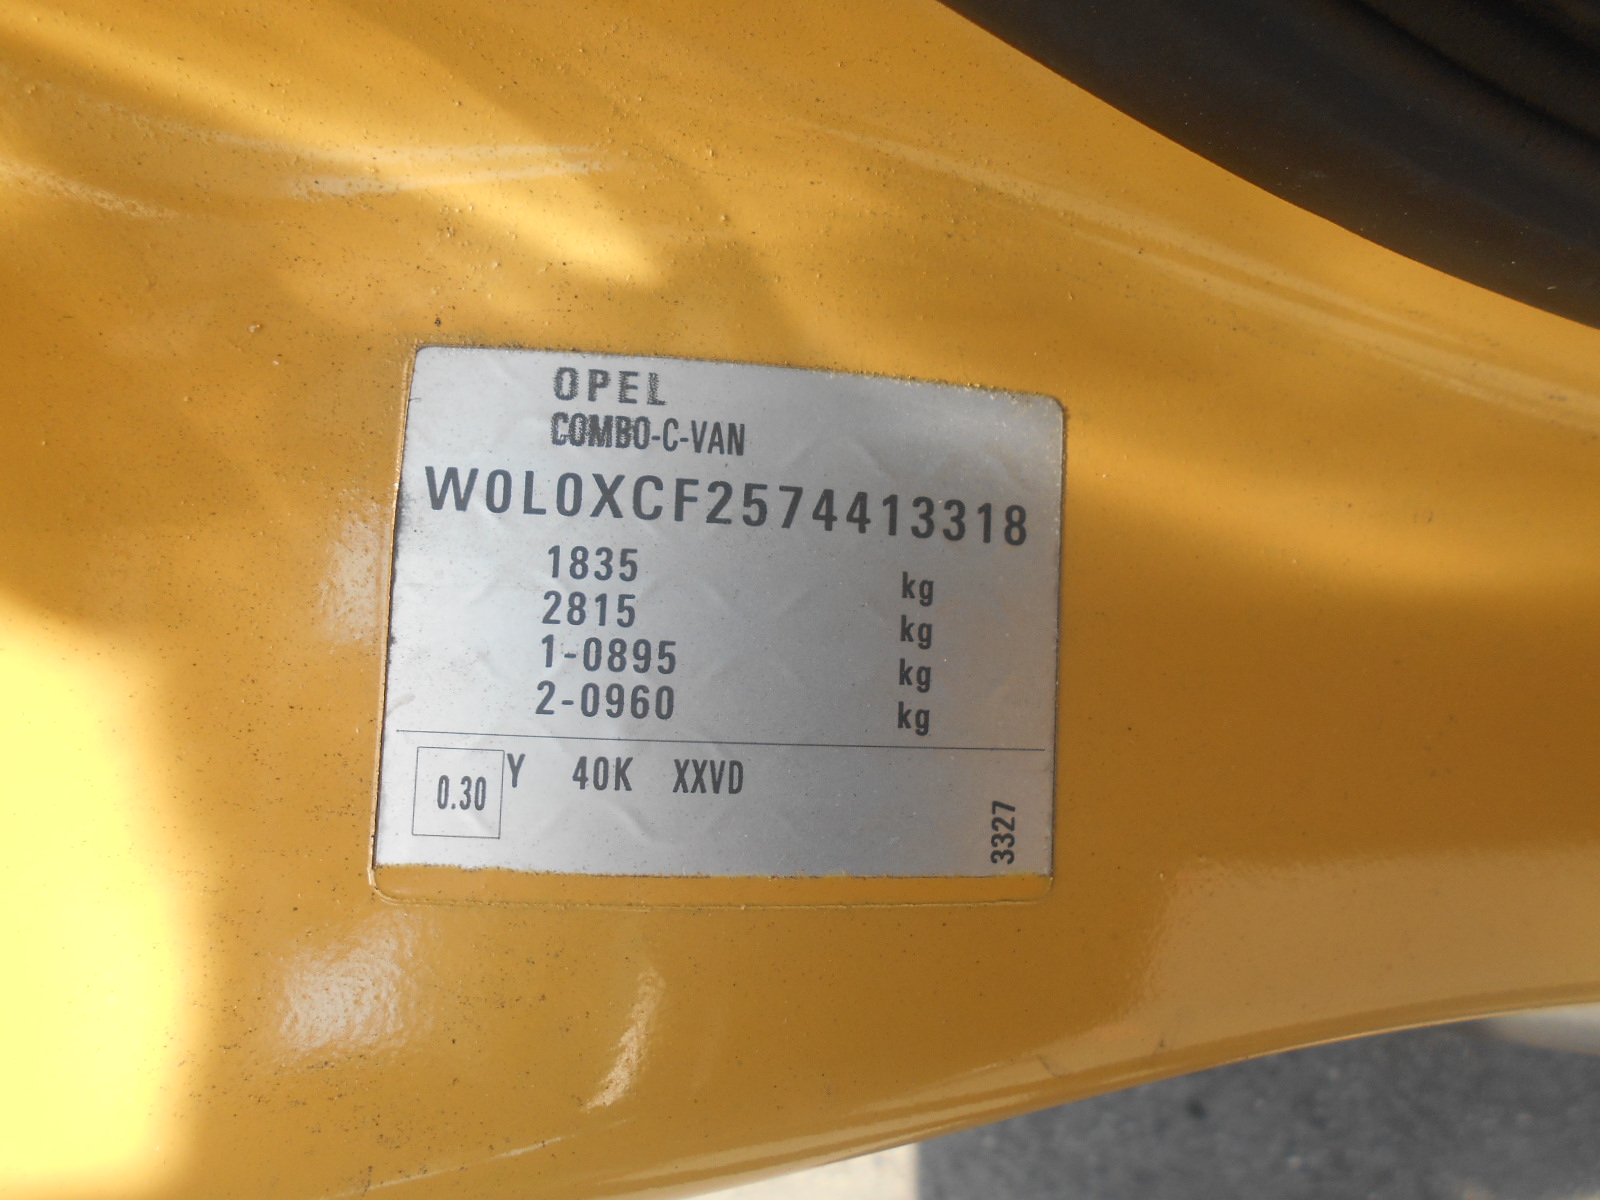 OPEL
COMBO-C-VAN
W0L0XCF2574413318
1835 kg
2815 kg
1-0895 kg
2-0960 kg
0.30 Y 40K XXVD
3327